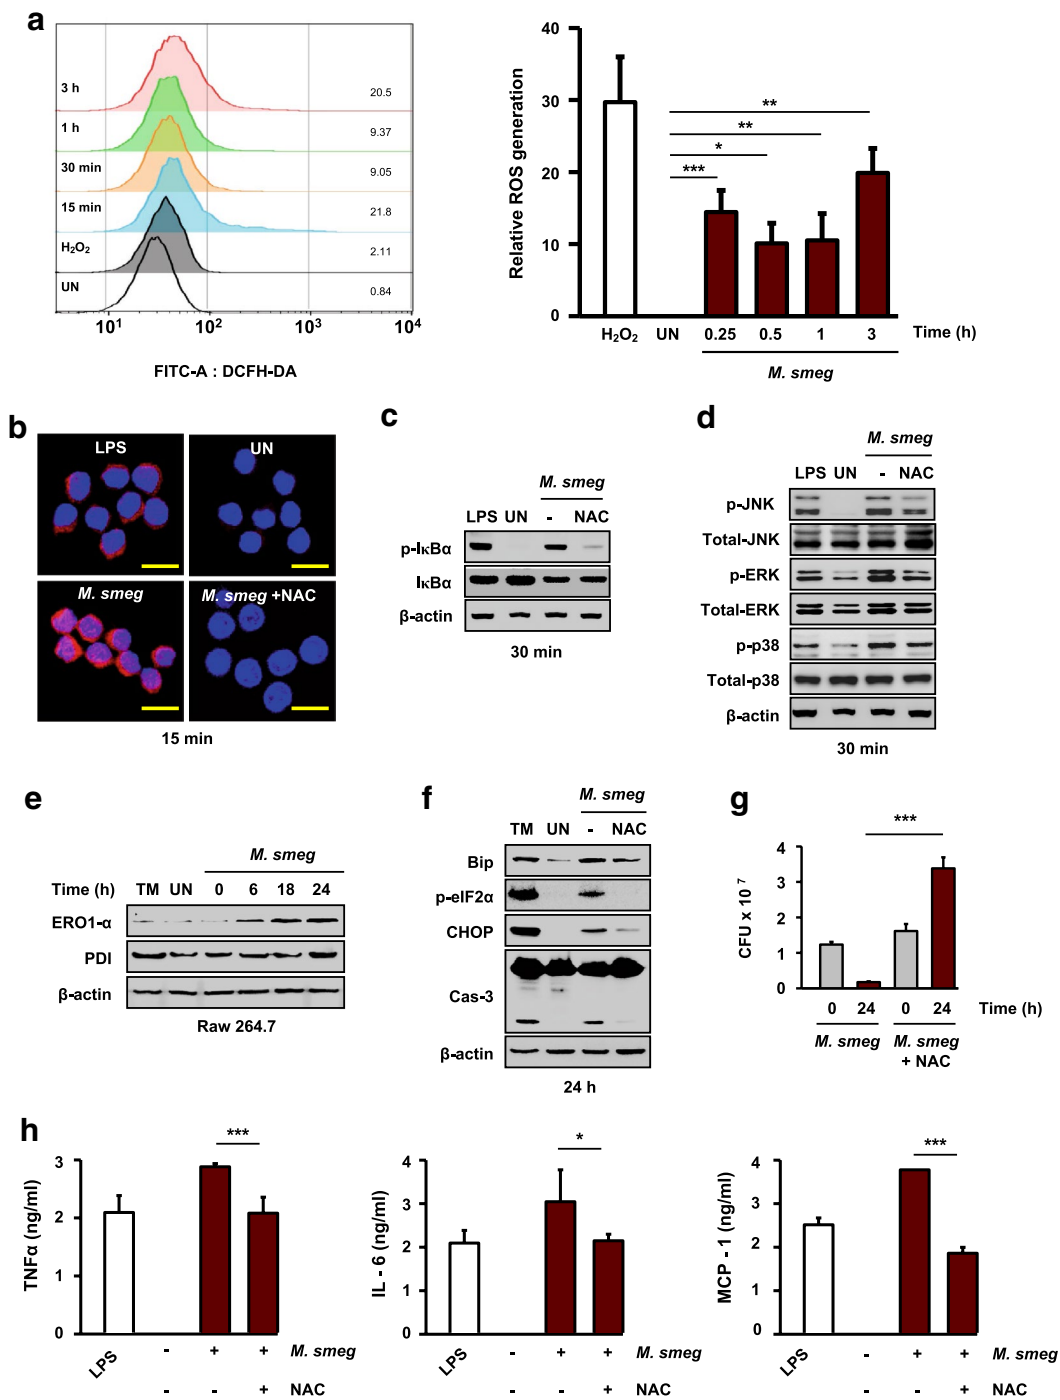 a
3 h 20.5
1 h 9.37
30 min 9.05
15 min 21.8
H₂O₂ 2.11
UN 0.84
10¹ 10² 10³ 10⁴
FITC-A : DCFH-DA
Relative ROS generation
40
30
20
10
0
** 
**
*
***
H₂O₂ UN 0.25 0.5 1 3 Time (h)
M. smeg
b
LPS UN
M. smeg M. smeg +NAC
15 min
c
M. smeg
LPS UN - NAC
p-IκBα
IκBα
β-actin
30 min
d
M. smeg
LPS UN - NAC
p-JNK
Total-JNK
p-ERK
Total-ERK
p-p38
Total-p38
β-actin
30 min
e
M. smeg
Time (h) TM UN 0 6 18 24
ERO1-α
PDI
β-actin
Raw 264.7
f
M. smeg
TM UN - NAC
Bip
p-eIF2α
CHOP
Cas-3
β-actin
24 h
g
***
CFU x 10⁷
4
3
2
1
0
0 24 0 24 Time (h)
M. smeg M. smeg
+ NAC
h
***
TNFα (ng/ml)
3
2
1
0
LPS - + + M. smeg
- - + NAC
*
IL - 6 (ng/ml)
4
3
2
1
0
LPS - + + M. smeg
- - + NAC
***
MCP - 1 (ng/ml)
4
3
2
1
0
LPS - + + M. smeg
- - + NAC